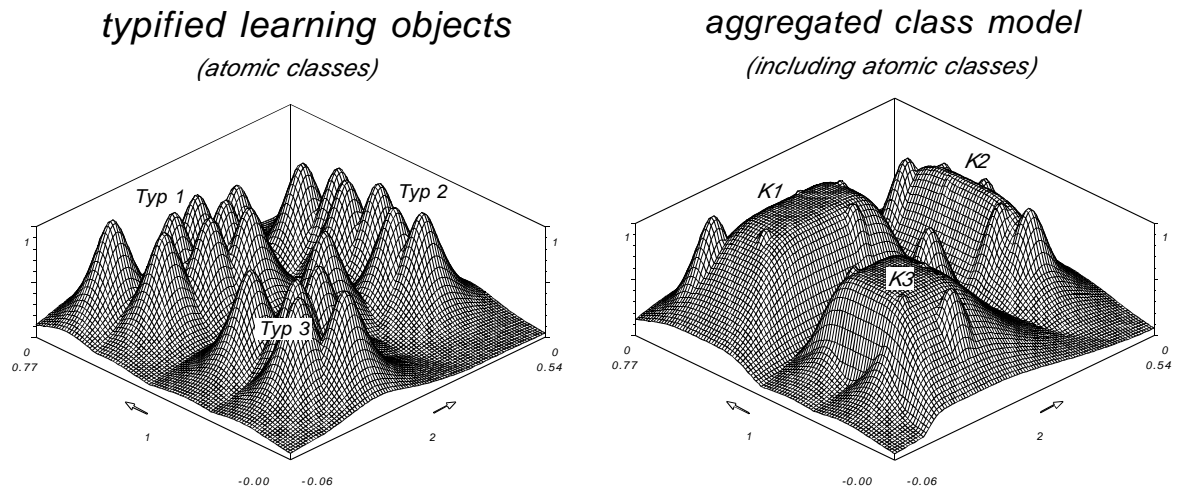 typified learning objects
(atomic classes)
Typ 1
Typ 2
Typ 3
1
1
0
0.77
0
0.54
1
2
-0.00
-0.06
aggregated class model
(including atomic classes)
K1
K2
K3
1
1
0
0.77
0
0.54
1
2
-0.00
-0.06